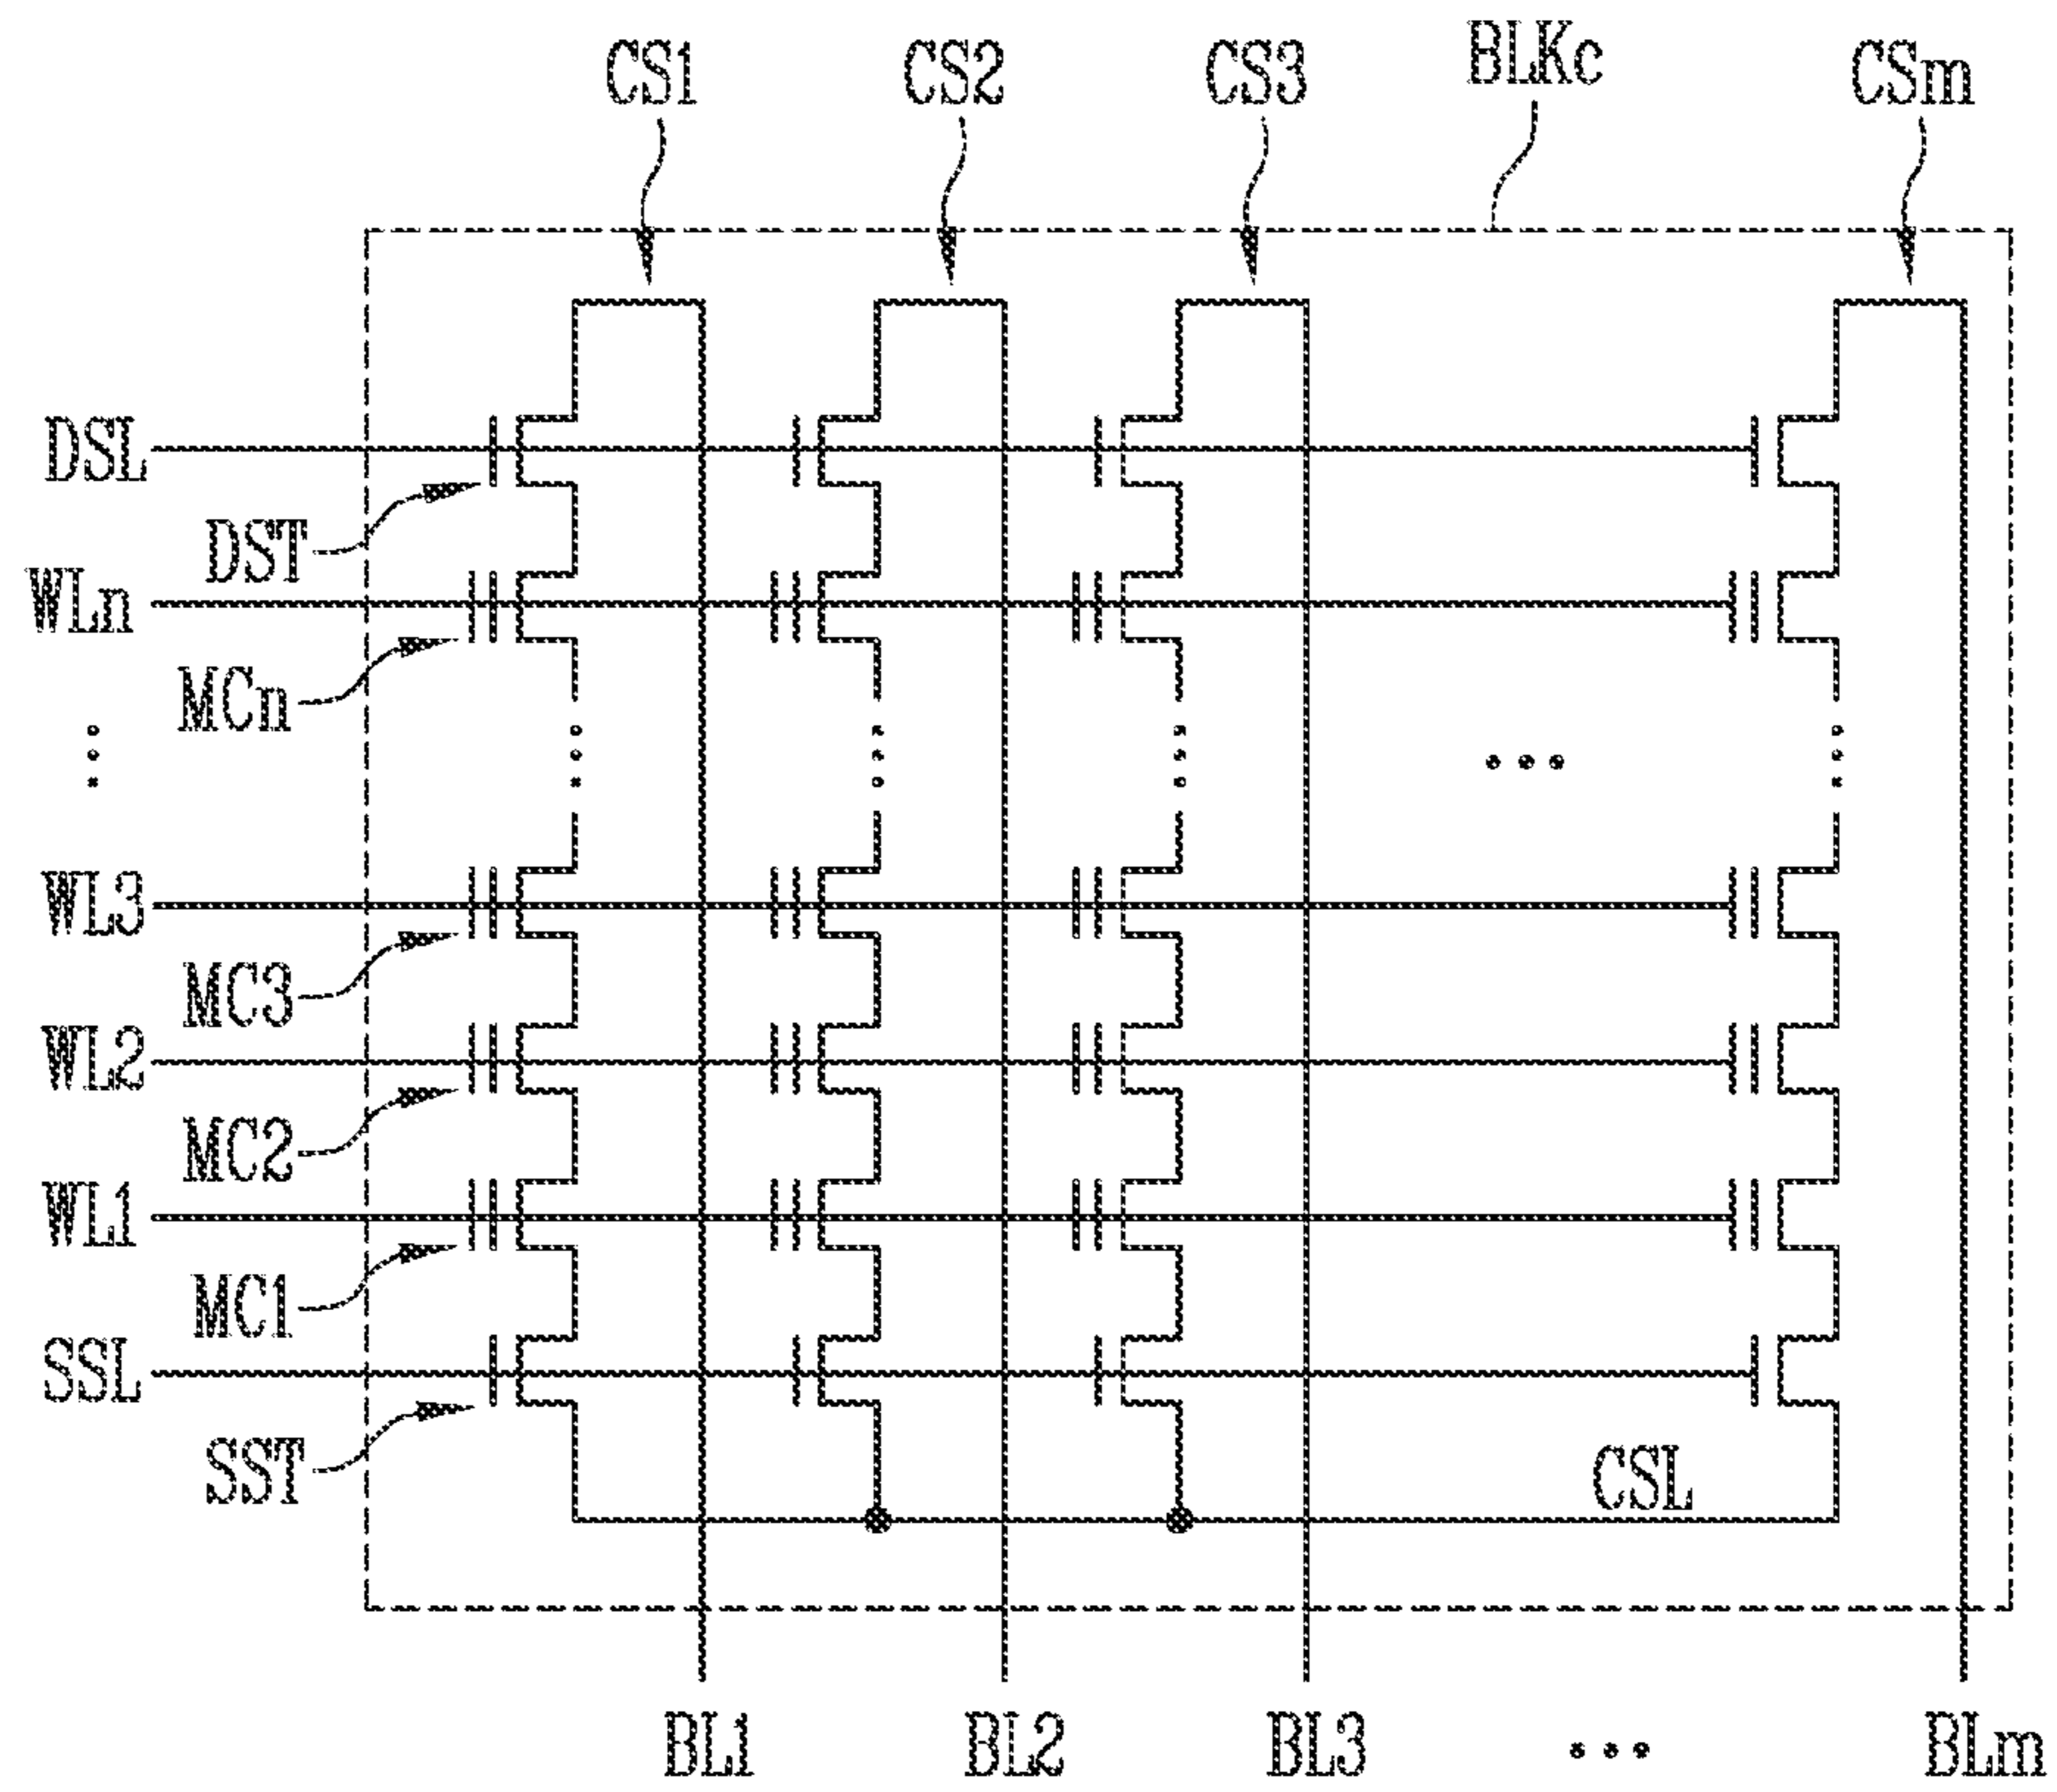 CS1 CS2 CS3 BLKc CSm
DSL
DST
WLn
MCn
⋮
...
WL3
MC3
WL2
MC2
WL1
MC1
SSL
SST
CSL
BL1 BL2 BL3 ... BLm